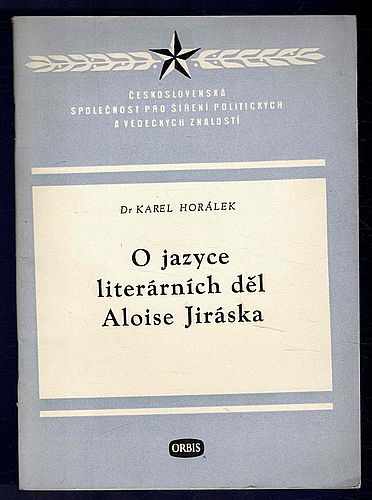 ČESKOSLOVENSKÁ
SPOLEČNOST PRO ŠÍŘENÍ POLITICKÝCH
A VĚDECKÝCH ZNALOSTÍ
Dr KAREL HORÁLEK
O jazyce
literárních děl
Aloise Jiráska
ORBIS